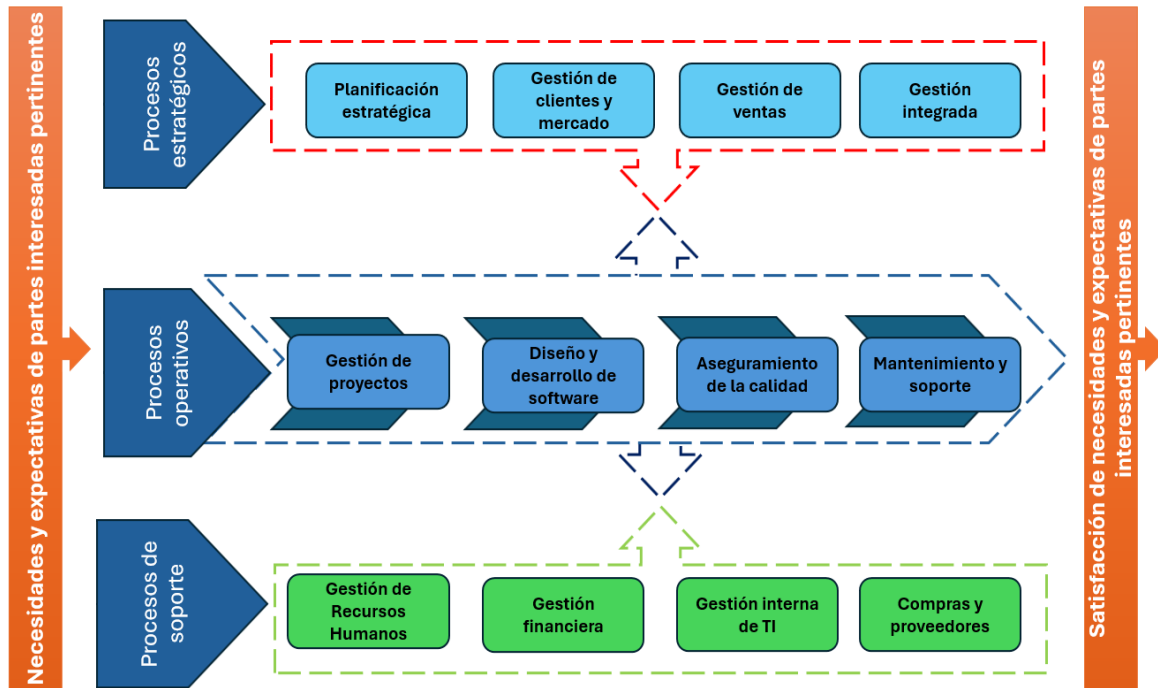 Necesidades y expectativas de partes interesadas pertinentes
Procesos
estratégicos
Planificación
estratégica
Gestión de
clientes y
mercado
Gestión de
ventas
Gestión
integrada
Procesos
operativos
Gestión de
proyectos
Diseño y
desarrollo de
software
Aseguramiento
de la calidad
Mantenimiento y
soporte
Procesos de
soporte
Gestión de
Recursos
Humanos
Gestión
financiera
Gestión interna
de TI
Compras y
proveedores
Satisfacción de necesidades y expectativas de partes
interesadas pertinentes